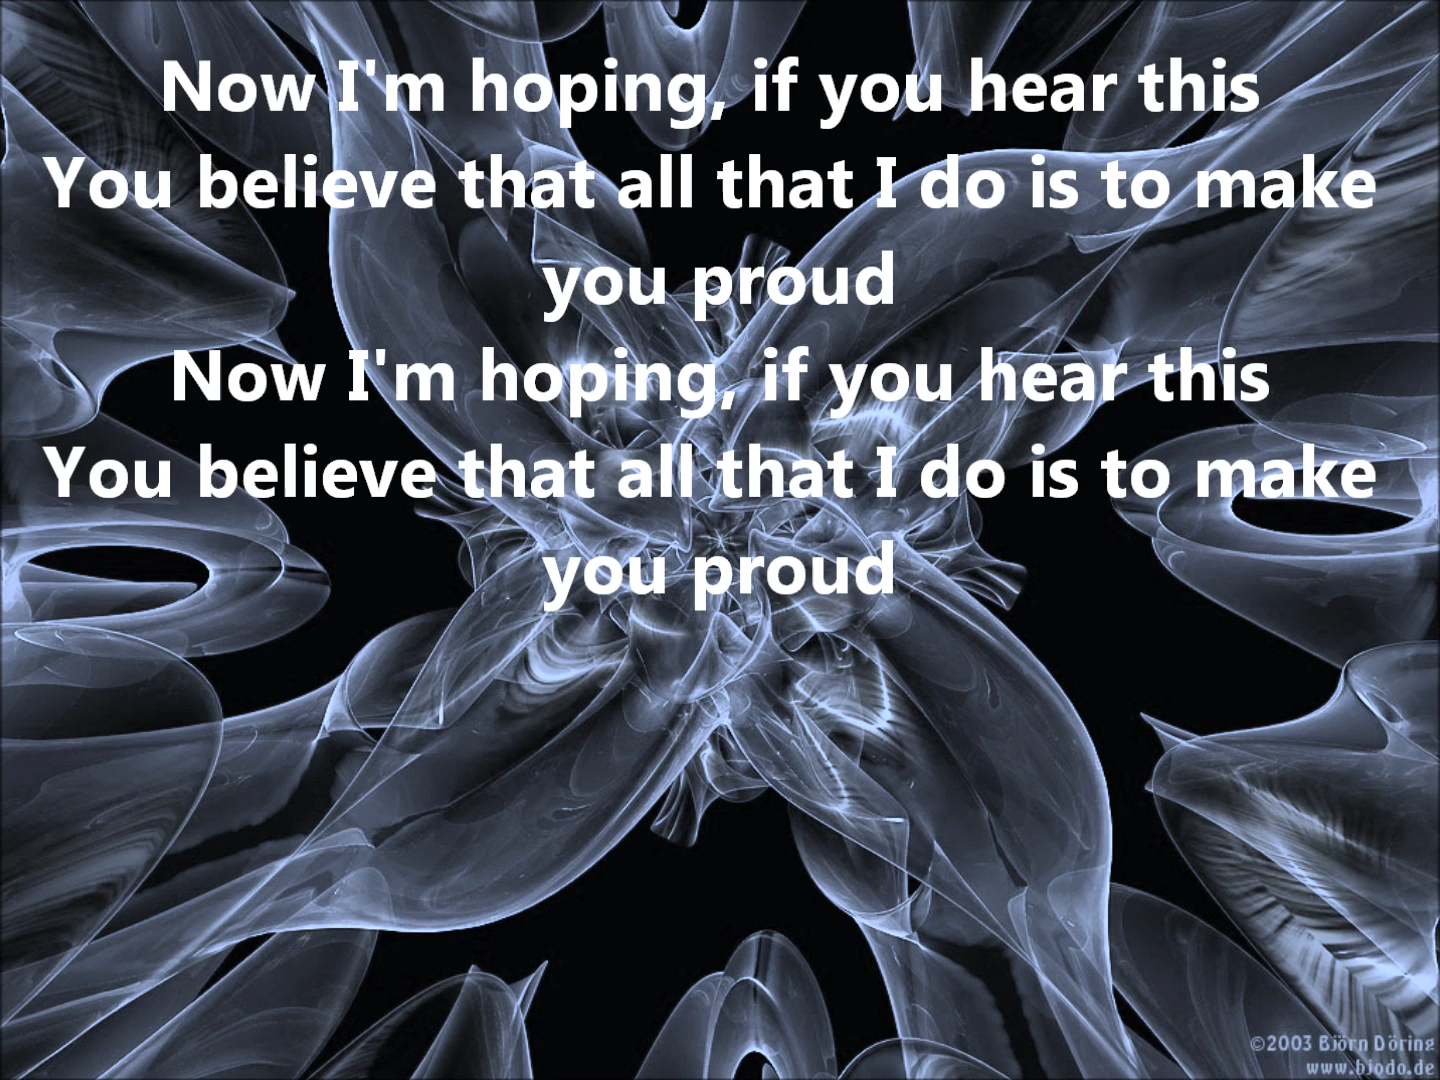 Now I'm hoping, if you hear this
You believe that all that I do is to make
you proud
Now I'm hoping, if you hear this
You believe that all that I do is to make
you proud
©2003 Björn Döring
www.bjodo.de